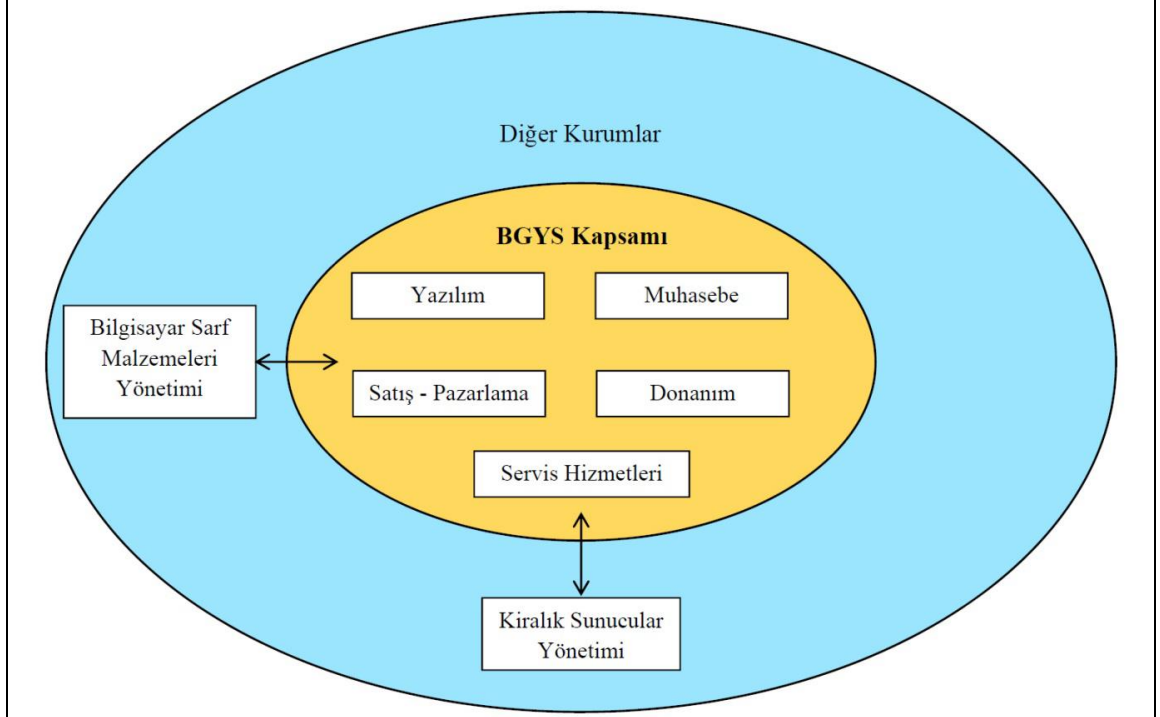 Diğer Kurumlar
BGYS Kapsamı
Yazılım
Muhasebe
Bilgisayar Sarf
Malzemeleri
Yönetimi
Satış - Pazarlama
Donanım
Servis Hizmetleri
Kiralık Sunucular
Yönetimi